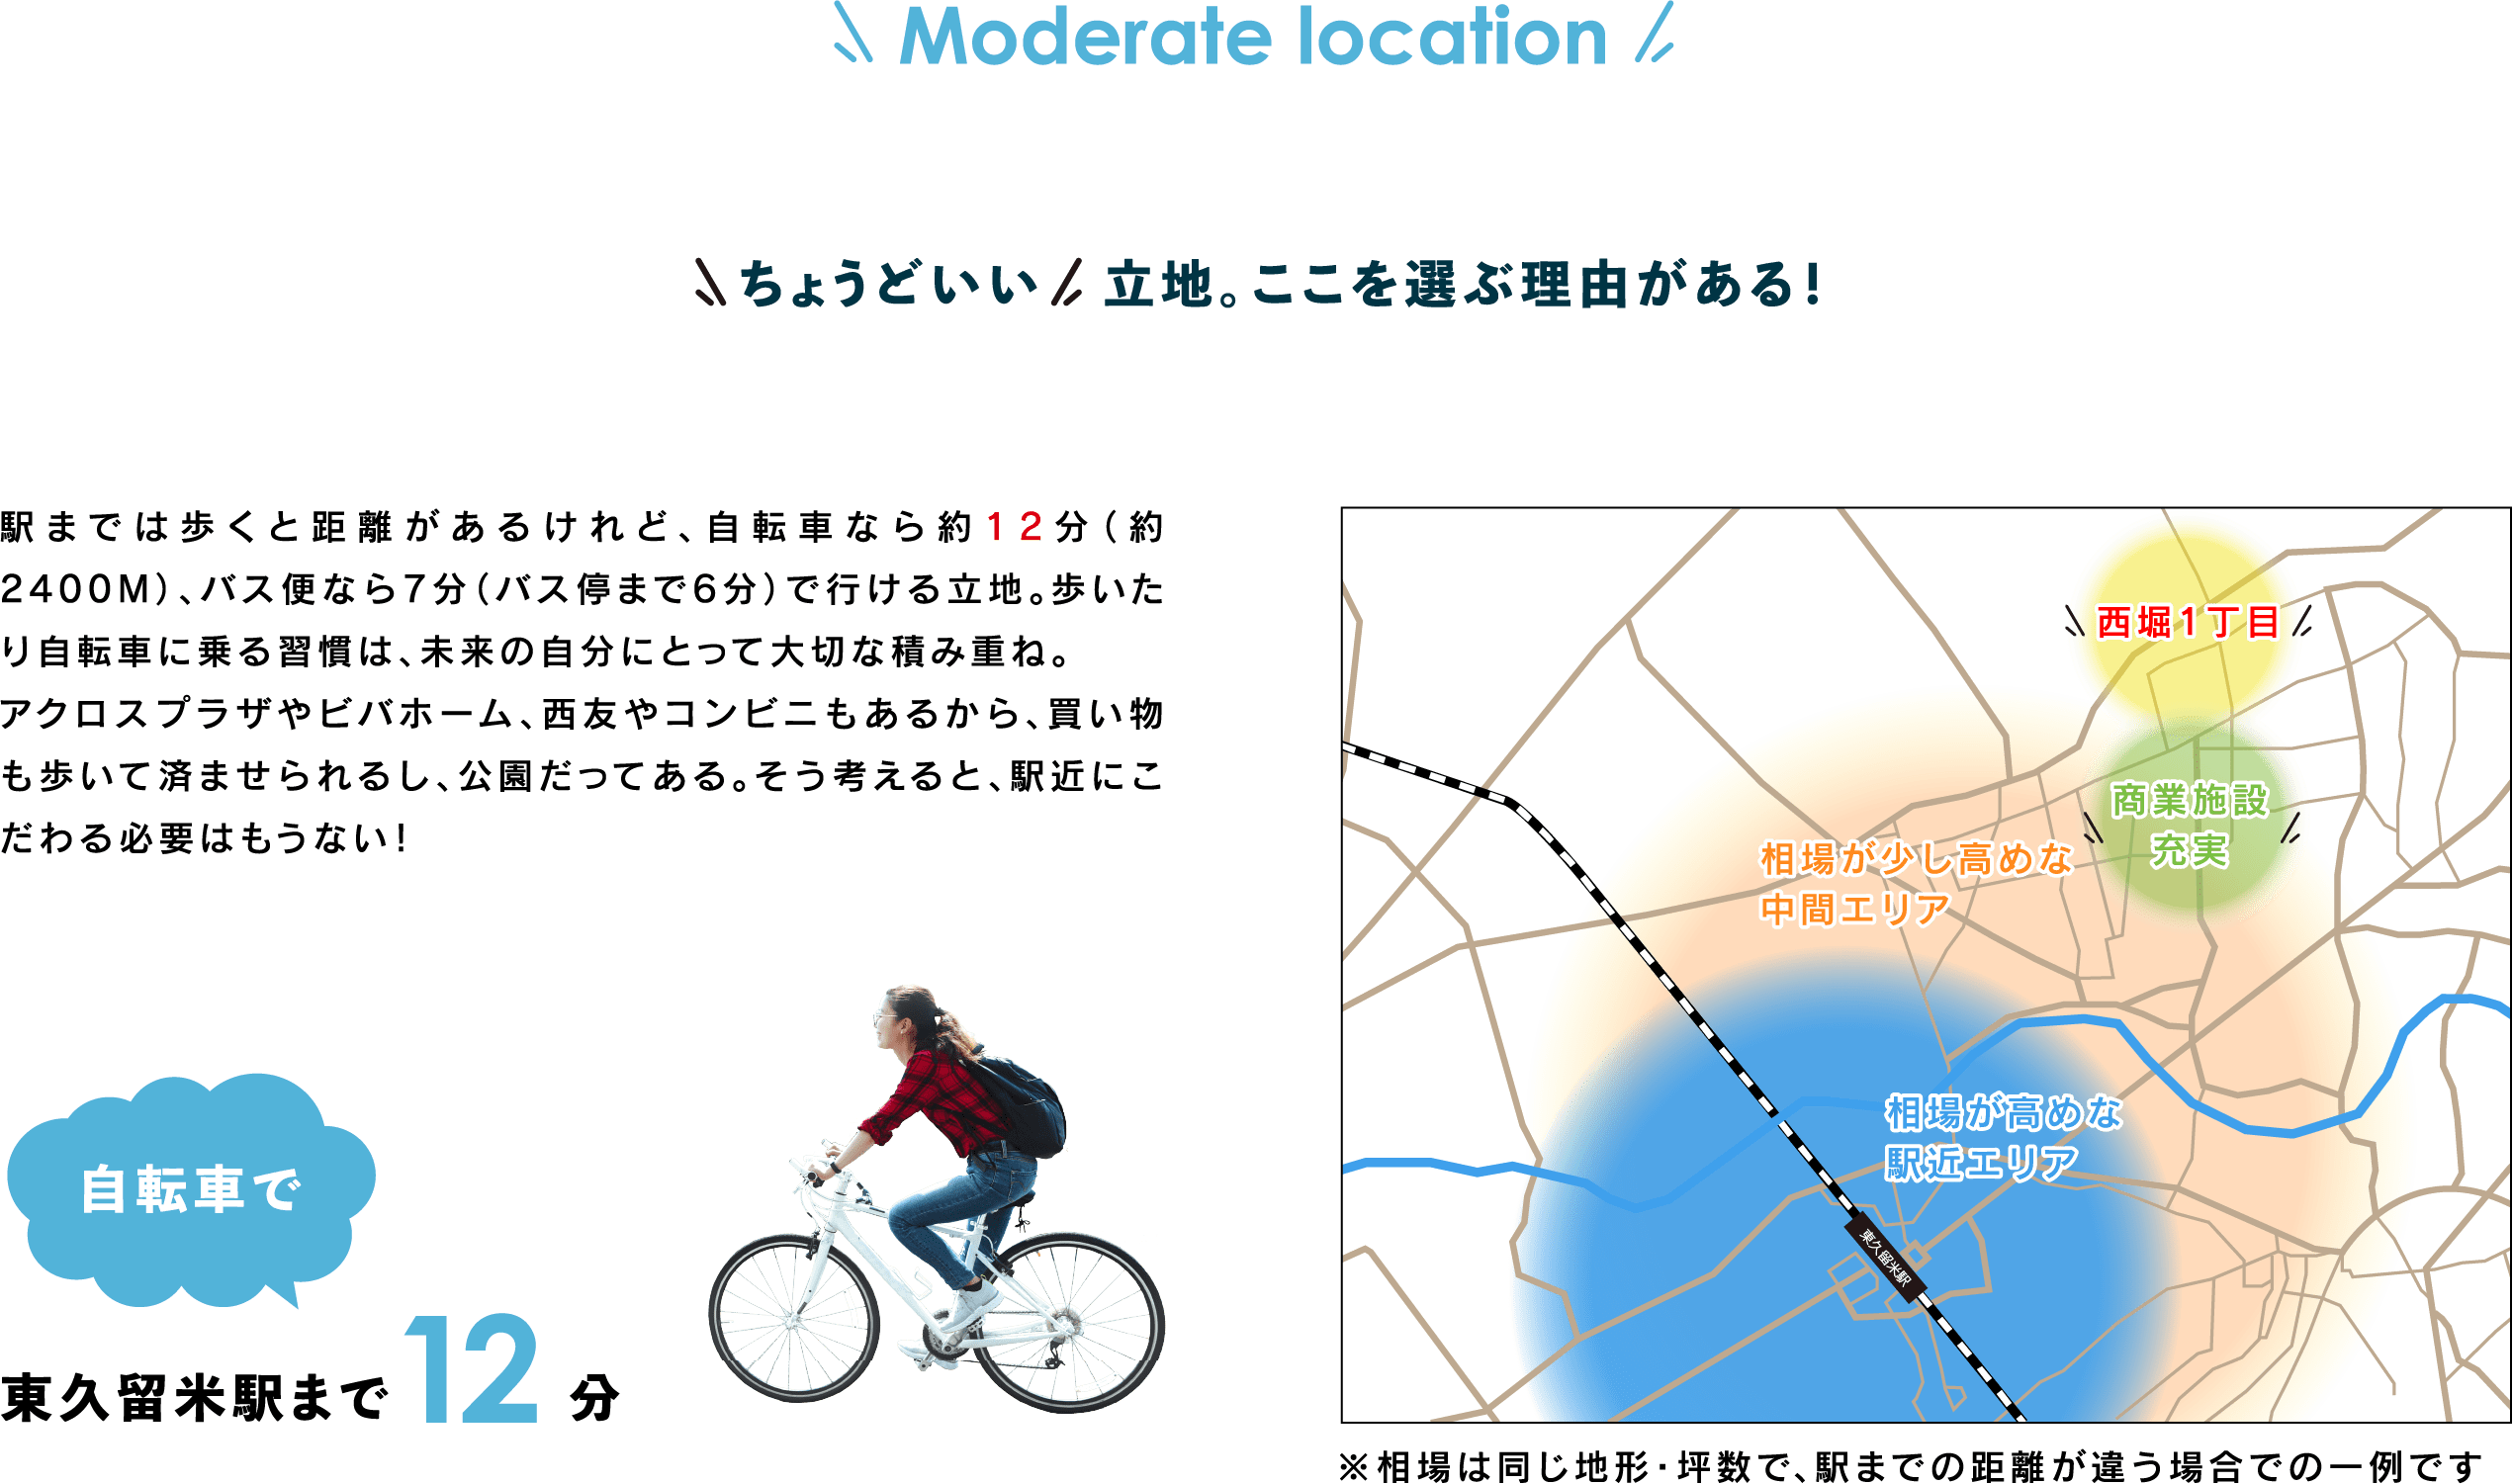 Moderate location
ちょうどいい 立地。ここを選ぶ理由がある!
駅までは歩くと距離があるけれど、自転車なら約12分(約
2400M)、バス便なら7分(バス停まで6分)で行ける立地。歩いた
り自転車に乗る習慣は、未来の自分にとって大切な積み重ね。
アクロスプラザやビバホーム、西友やコンビニもあるから、買い物
も歩いて済ませられるし、公園だってある。そう考えると、駅近にこ
だわる必要はもうない!
自転車で
東久留米駅まで12分
西堀1丁目
商業施設
充実
相場が少し高めな
中間エリア
相場が高めな
駅近エリア
東久留米駅
※相場は同じ地形・坪数で、駅までの距離が違う場合での一例です